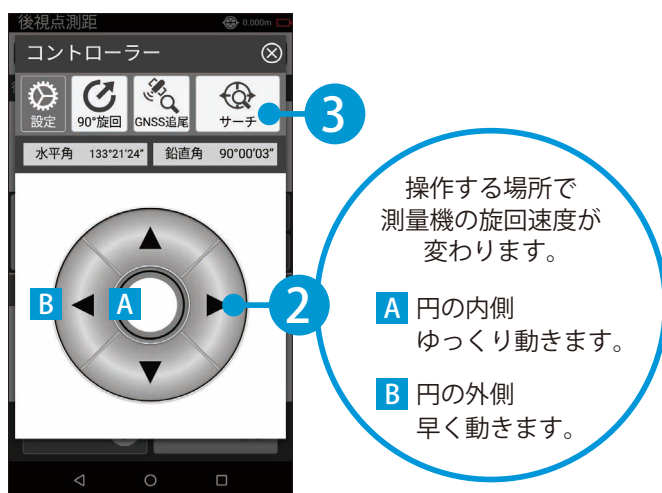 後視点測距
0.000m
コントローラー
設定
90°旋回
GNSS追尾
サーチ
3
水平角 133°21'24"
鉛直角 90°00'03"
B
A
2
操作する場所で
測量機の旋回速度が
変わります。
A 円の内側
ゆっくり動きます。
B 円の外側
早く動きます。